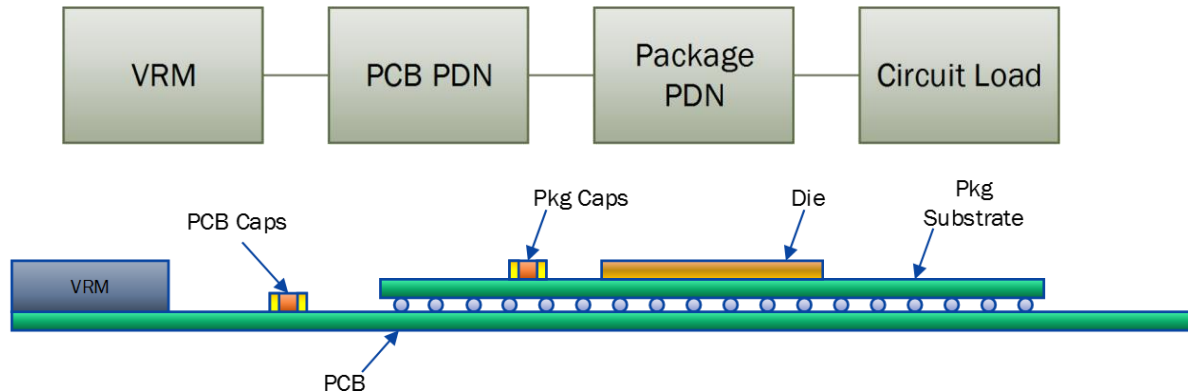 VRM
PCB PDN
Package
PDN
Circuit Load
PCB Caps
Pkg Caps
Die
Pkg
Substrate
VRM
PCB